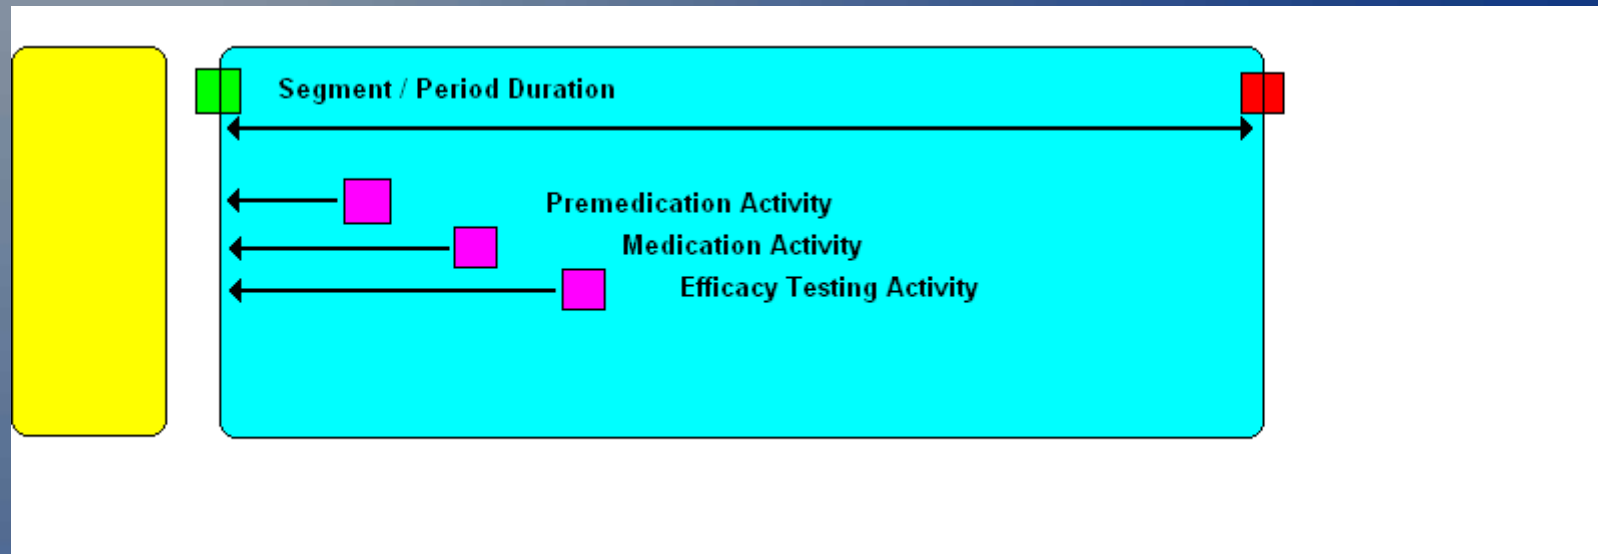 Segment / Period Duration
Premedication Activity
Medication Activity
Efficacy Testing Activity